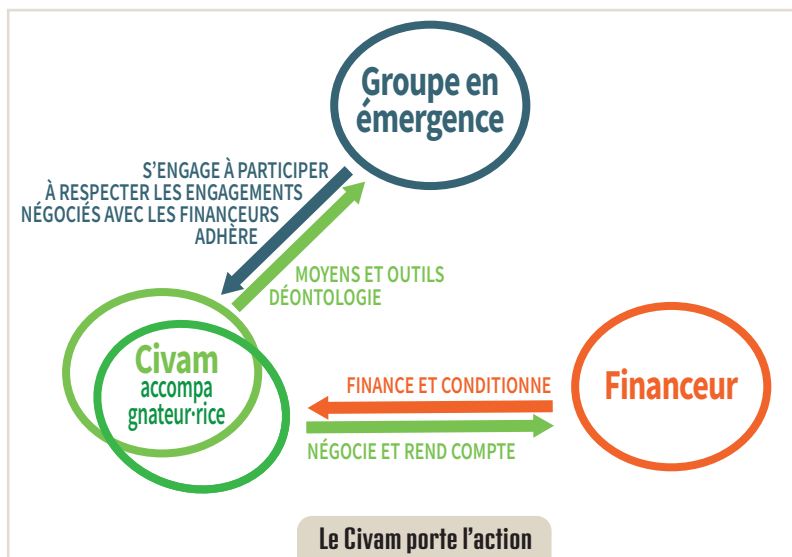 Groupe en
émergence
S’ENGAGE À PARTICIPER
À RESPECTER LES ENGAGEMENTS
NÉGOCIÉS AVEC LES FINANCEURS
ADHÈRE
MOYENS ET OUTILS
DÉONTOLOGIE
Civam
accompa
gnateur·rice
FINANCE ET CONDITIONNE
NÉGOCIE ET REND COMPTE
Financeur
Le Civam porte l’action